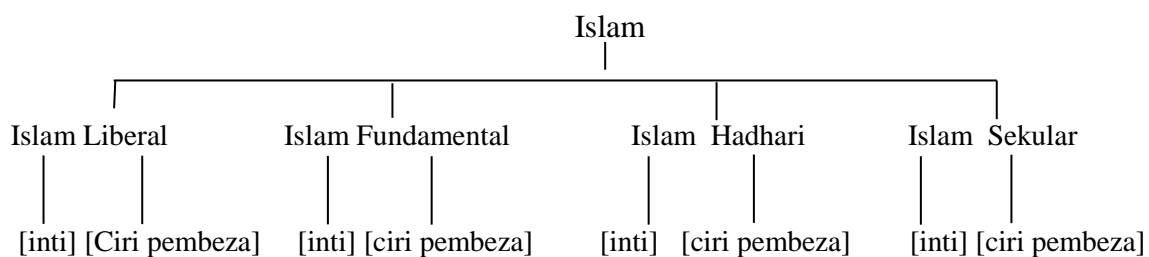 Islam
Islam Liberal Islam Fundamental Islam Hadhari Islam Sekular
[inti] [Ciri pembeza] [inti] [ciri pembeza] [inti] [ciri pembeza] [inti] [ciri pembeza]